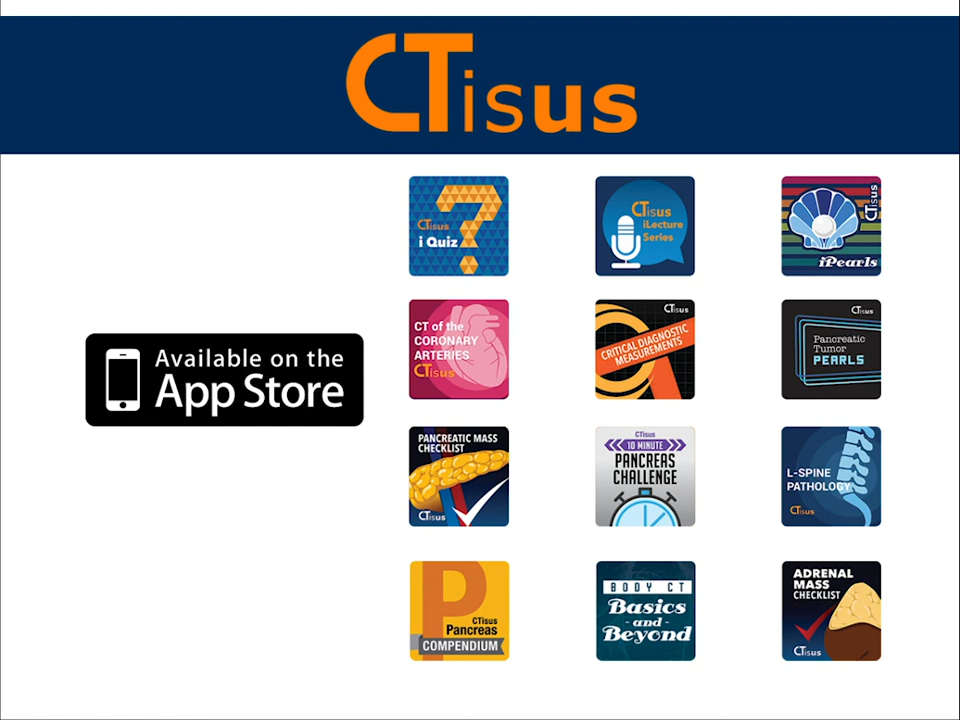 CTisus
CTisus
i Quiz
CTisus
iLecture
Series
CTisus
iPearls
Available on the
App Store
CT of the
CORONARY
ARTERIES
CTisus
CTisus
CRITICAL DIAGNOSTIC
MEASUREMENTS
CTisus
Pancreatic
Tumor
PEARLS
PANCREATIC MASS
CHECKLIST
CTisus
CTisus
10 MINUTE
PANCREAS
CHALLENGE
L-SPINE
PATHOLOGY
CTisus
P
CTisus
Pancreas
COMPENDIUM
BODY CT
Basics
- and -
Beyond
ADRENAL
MASS
CHECKLIST
CTisus